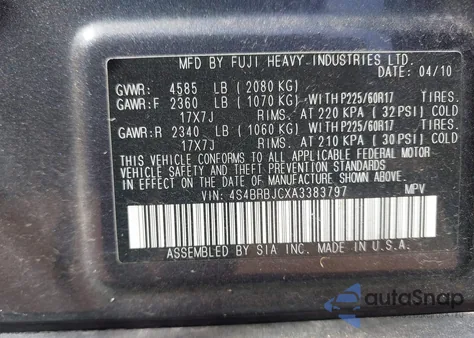 MFD BY FUJI HEAVY INDUSTRIES LTD.
DATE: 04/10
GVWR: 4585 LB (2080 KG)
GAWR:F 2360 LB (1070 KG) WITH P225/60R17 TIRES.
17X7J RIMS.AT 220 KPA (32 PSI) COLD
GAWR:R 2340 LB (1060 KG) WITH P225/60R17 TIRES.
17X7J RIMS.AT 210 KPA (30 PSI) COLD
THIS VEHICLE CONFORMS TO ALL APPLICABLE FEDERAL MOTOR
VEHICLE SAFETY AND THEFT PREVENTION STANDARDS IN
EFFECT ON THE DATE OF MANUFACTURE SHOWN ABOVE.
VIN: 4S4BRBJCXA3383797 MPV
ASSEMBLED BY SIA INC. IN U.S.A.
autoSnap